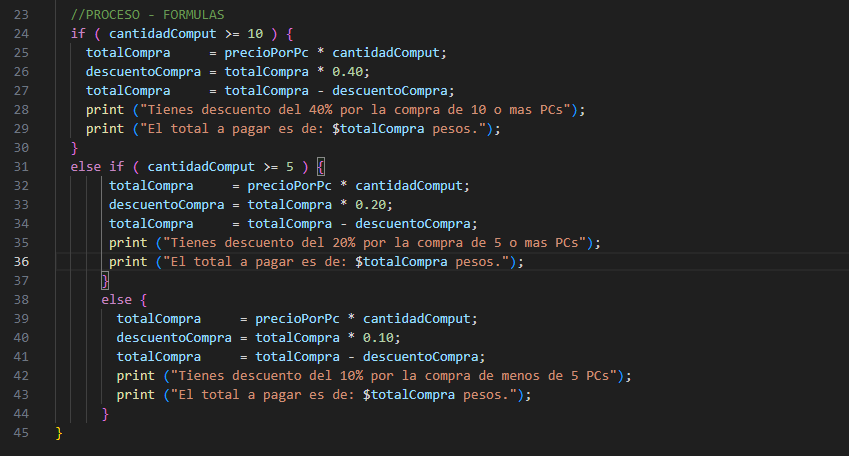 23 //PROCESO - FORMULAS
24 if ( cantidadComput >= 10 ) {
25 totalCompra     = precioPorPc * cantidadComput;
26 descuentoCompra = totalCompra * 0.40;
27 totalCompra     = totalCompra - descuentoCompra;
28 print ("Tienes descuento del 40% por la compra de 10 o mas PCs");
29 print ("El total a pagar es de: $totalCompra pesos.");
30 }
31 else if ( cantidadComput >= 5 ) {
32 totalCompra     = precioPorPc * cantidadComput;
33 descuentoCompra = totalCompra * 0.20;
34 totalCompra     = totalCompra - descuentoCompra;
35 print ("Tienes descuento del 20% por la compra de 5 o mas PCs");
36 print ("El total a pagar es de: $totalCompra pesos.");
37 }
38 else {
39 totalCompra     = precioPorPc * cantidadComput;
40 descuentoCompra = totalCompra * 0.10;
41 totalCompra     = totalCompra - descuentoCompra;
42 print ("Tienes descuento del 10% por la compra de menos de 5 PCs");
43 print ("El total a pagar es de: $totalCompra pesos.");
44 }
45 }